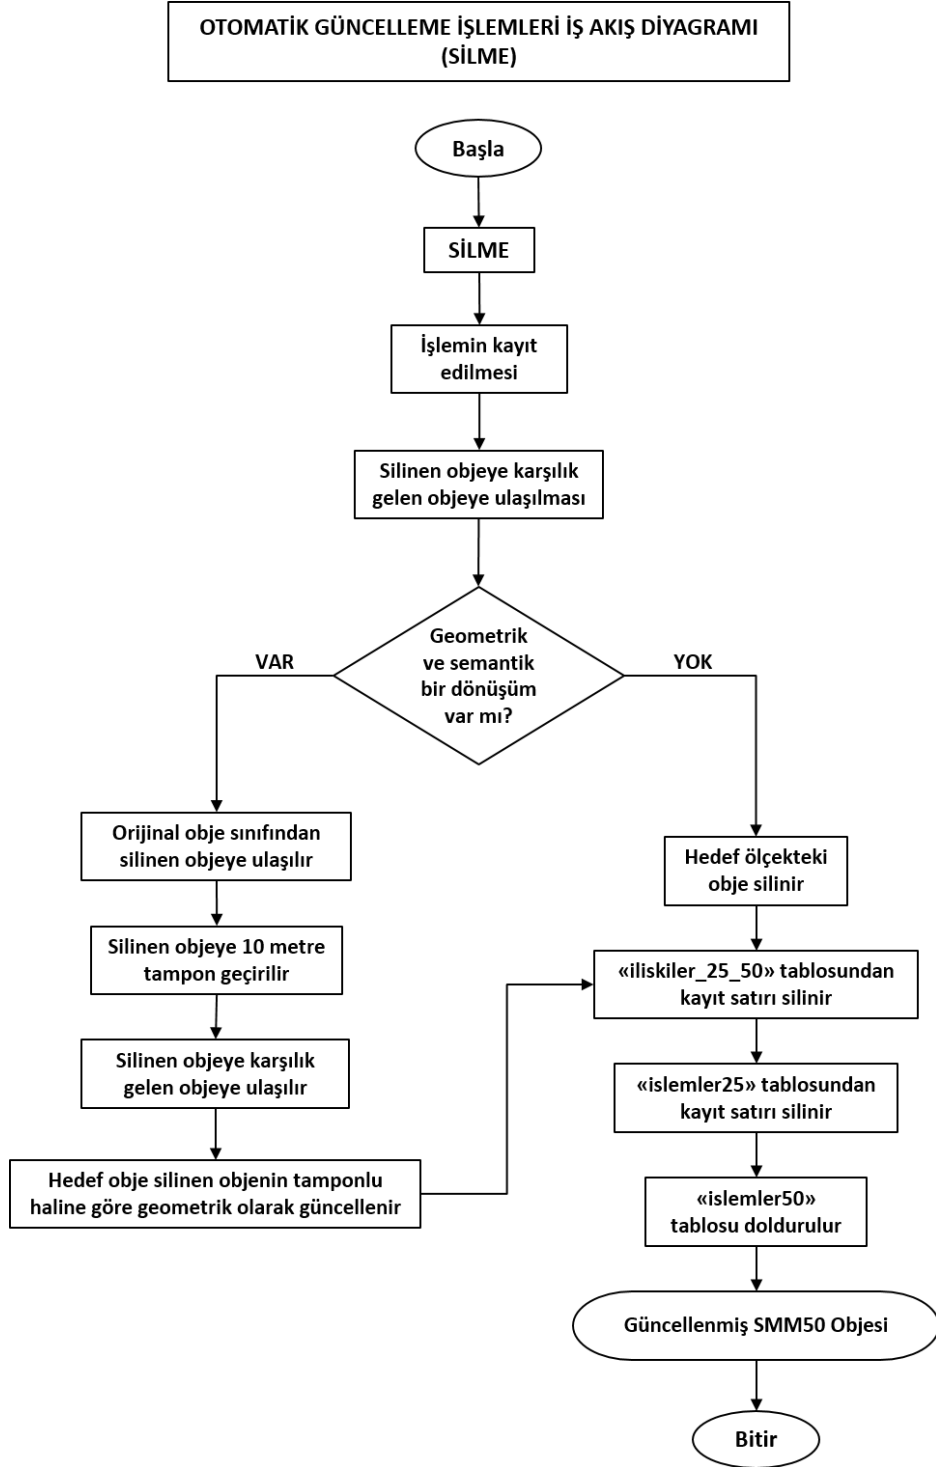 OTOMATİK GÜNCELLEME İŞLEMLERİ İŞ AKIŞ DİYAGRAMI
(SİLME)
Başla
SİLME
İşlemin kayıt
edilmesi
Silinen objeye karşılık
gelen objeye ulaşılması
Geometrik
ve semantik
bir dönüşüm
var mı?
VAR
YOK
Orijinal obje sınıfından
silinen objeye ulaşılır
Silinen objeye 10 metre
tampon geçirilir
Silinen objeye karşılık
gelen objeye ulaşılır
Hedef obje silinen objenin tamponlu
haline göre geometrik olarak güncellenir
Hedef ölçekteki
obje silinir
«iliskiler_25_50» tablosundan
kayıt satırı silinir
«islemler25» tablosundan
kayıt satırı silinir
«islemler50»
tablosu doldurulur
Güncellenmiş SMM50 Objesi
Bitir